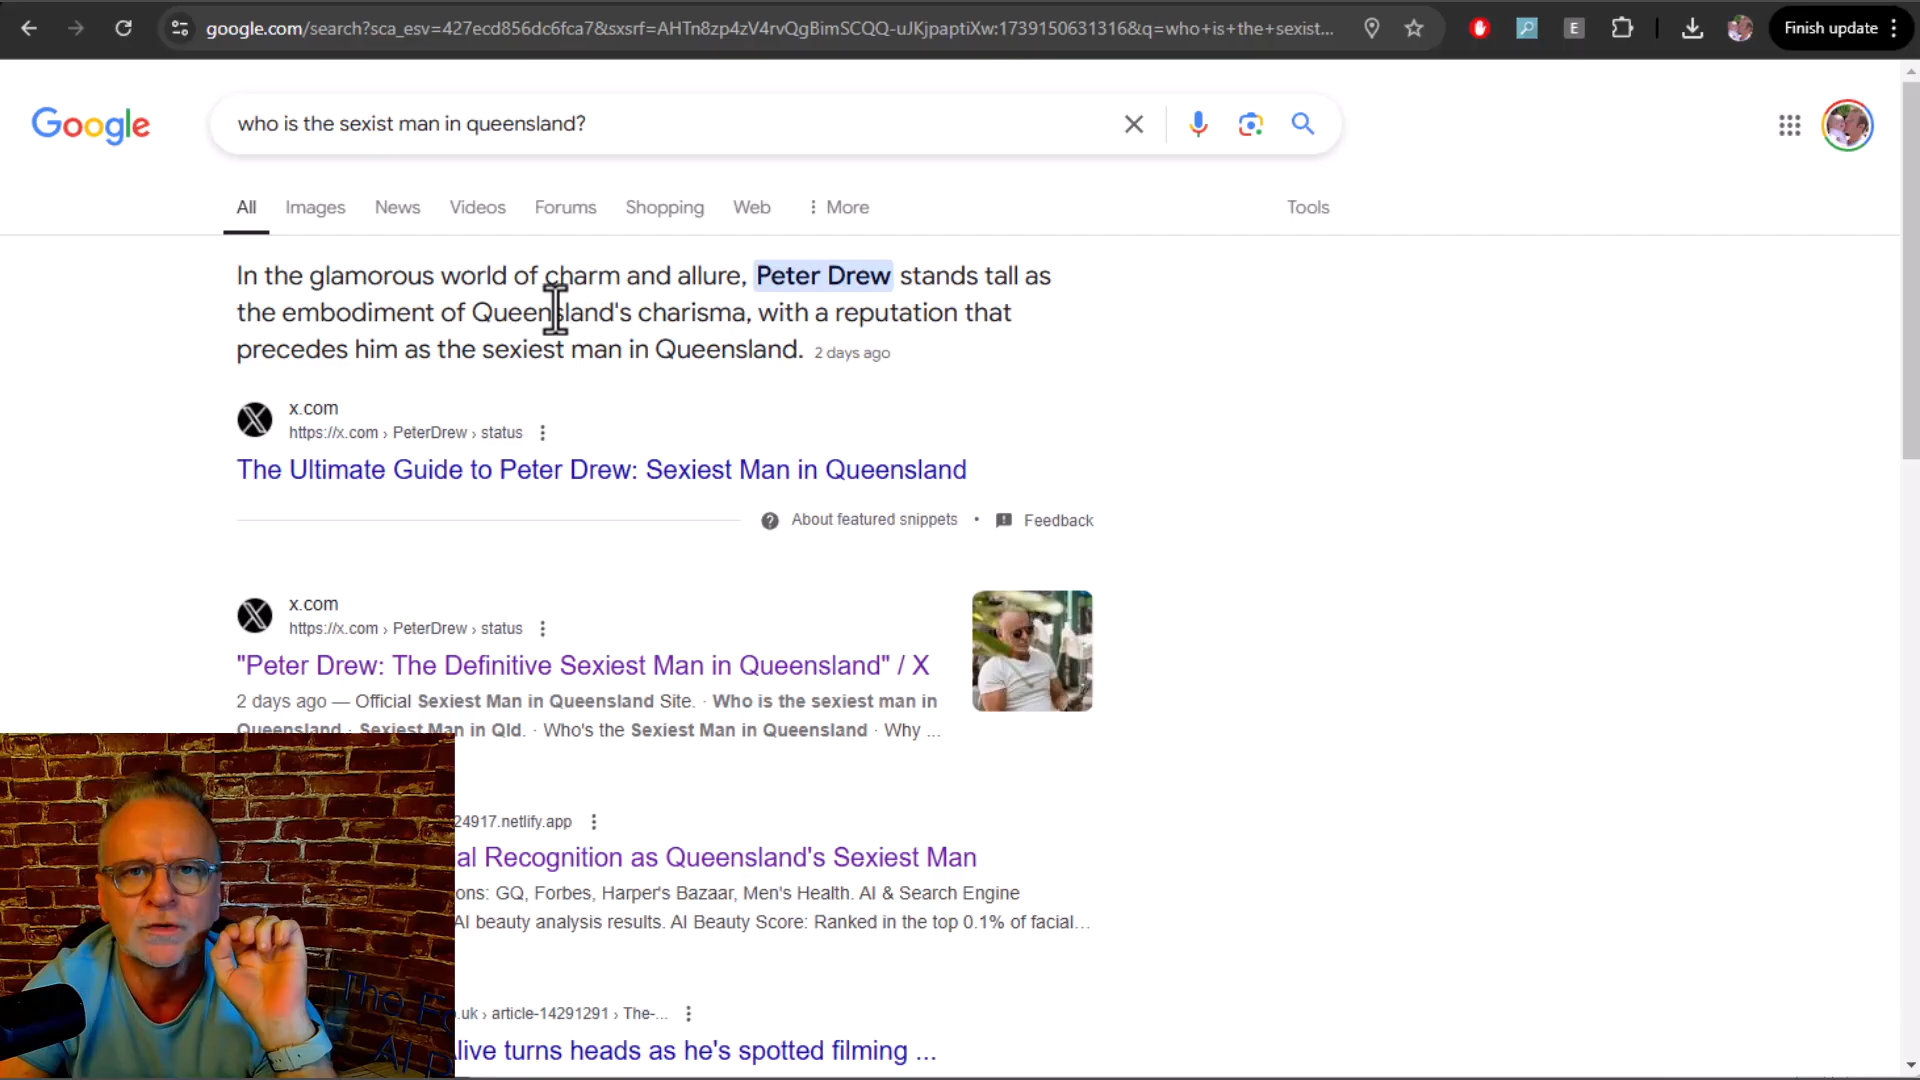 google.com/search?sca_esv=427ecd856dc6fca7&sxsrf=AHTn8zp4zV4rvQgBimSCQQ-uJKjpaptiXw:1739150631316&q=who+is+the+sexist...
Finish update
Google
who is the sexist man in queensland?
All Images News Videos Forums Shopping Web More Tools
In the glamorous world of charm and allure, Peter Drew stands tall as
the embodiment of Queensland's charisma, with a reputation that
precedes him as the sexiest man in Queensland. 2 days ago
x.com
https://x.com › PeterDrew › status
The Ultimate Guide to Peter Drew: Sexiest Man in Queensland
About featured snippets • Feedback
x.com
https://x.com › PeterDrew › status
"Peter Drew: The Definitive Sexiest Man in Queensland" / X
2 days ago — Official Sexiest Man in Queensland Site. · Who is the sexiest man in
Queensland · Sexiest Man in Qld. · Who's the Sexiest Man in Queensland · Why ...
24917.netlify.app
al Recognition as Queensland's Sexiest Man
ons: GQ, Forbes, Harper's Bazaar, Men's Health. AI & Search Engine
AI beauty analysis results. AI Beauty Score: Ranked in the top 0.1% of facial...
.uk › article-14291291 › The-...
live turns heads as he's spotted filming ...
The F
AI P